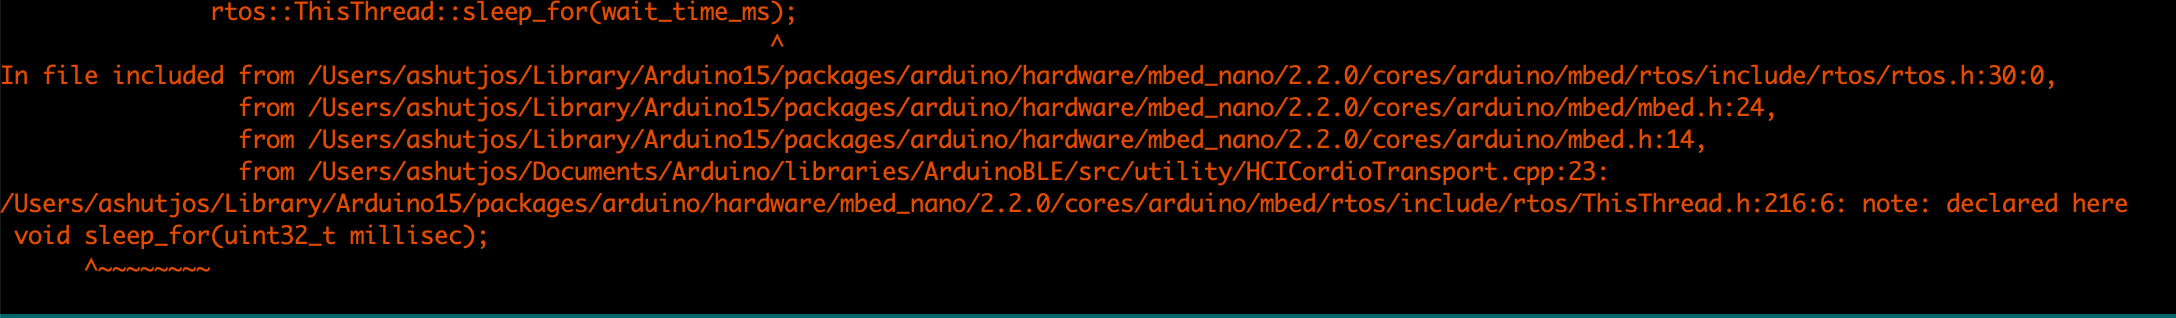 rtos::ThisThread::sleep_for(wait_time_ms);
^
In file included from /Users/ashutjos/Library/Arduino15/packages/arduino/hardware/mbed_nano/2.2.0/cores/arduino/mbed/rtos/include/rtos/rtos.h:30:0,
from /Users/ashutjos/Library/Arduino15/packages/arduino/hardware/mbed_nano/2.2.0/cores/arduino/mbed/mbed.h:24,
from /Users/ashutjos/Library/Arduino15/packages/arduino/hardware/mbed_nano/2.2.0/cores/arduino/mbed.h:14,
from /Users/ashutjos/Documents/Arduino/libraries/ArduinoBLE/src/utility/HCICordioTransport.cpp:23:
/Users/ashutjos/Library/Arduino15/packages/arduino/hardware/mbed_nano/2.2.0/cores/arduino/mbed/rtos/include/rtos/ThisThread.h:216:6: note: declared here
void sleep_for(uint32_t millisec);
^~~~~~~~~